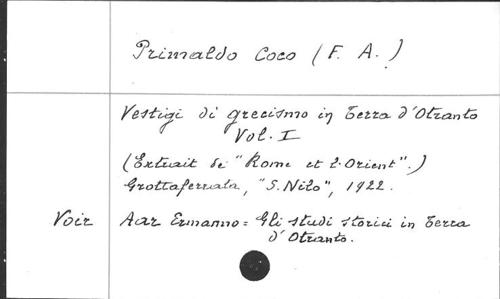 Primaldo Coco (F. A.)
Vestigi di grecismo in Terra d'Otranto
Vol. I
(Extrait de "Rome et l'Orient".)
Grottaferrata, "S. Nilo", 1922.
Voir Aar Ermanno = Gli studi storici in Terra
d'Otranto.